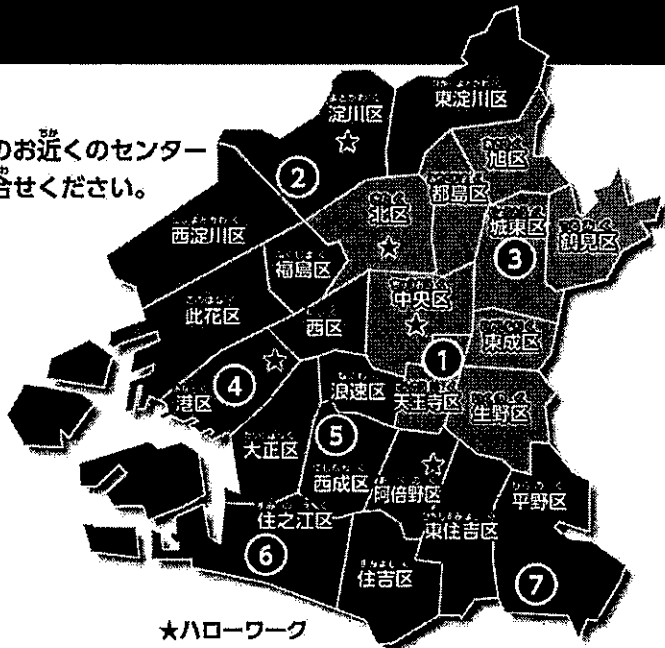 のお近くのセンター
合せください。
東淀川区
淀川区
☆
旭区
②
都島区
北区
☆
城東区
鶴見区
③
西淀川区
福島区
中央区
☆
此花区
西区
東成区
①
☆
④
港区
浪速区
天王寺区
生野区
大正区
⑤
西成区
☆
阿倍野区
平野区
住之江区
東住吉区
⑥
住吉区
⑦
★ハローワーク